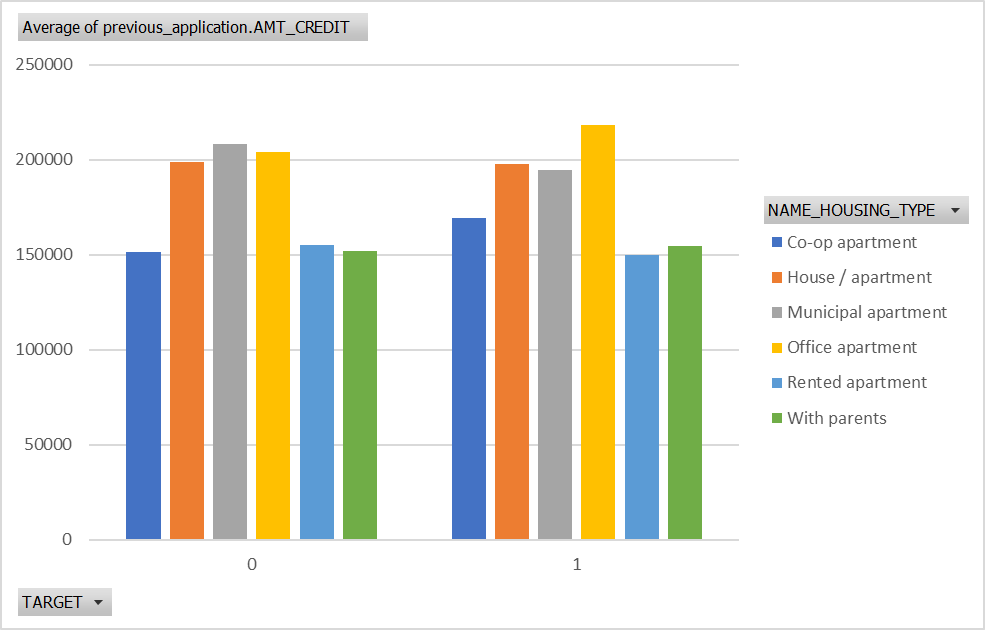 Average of previous_application.AMT_CREDIT
250000
200000
150000
100000
50000
0
0
1
NAME_HOUSING_TYPE
Co-op apartment
House / apartment
Municipal apartment
Office apartment
Rented apartment
With parents
TARGET